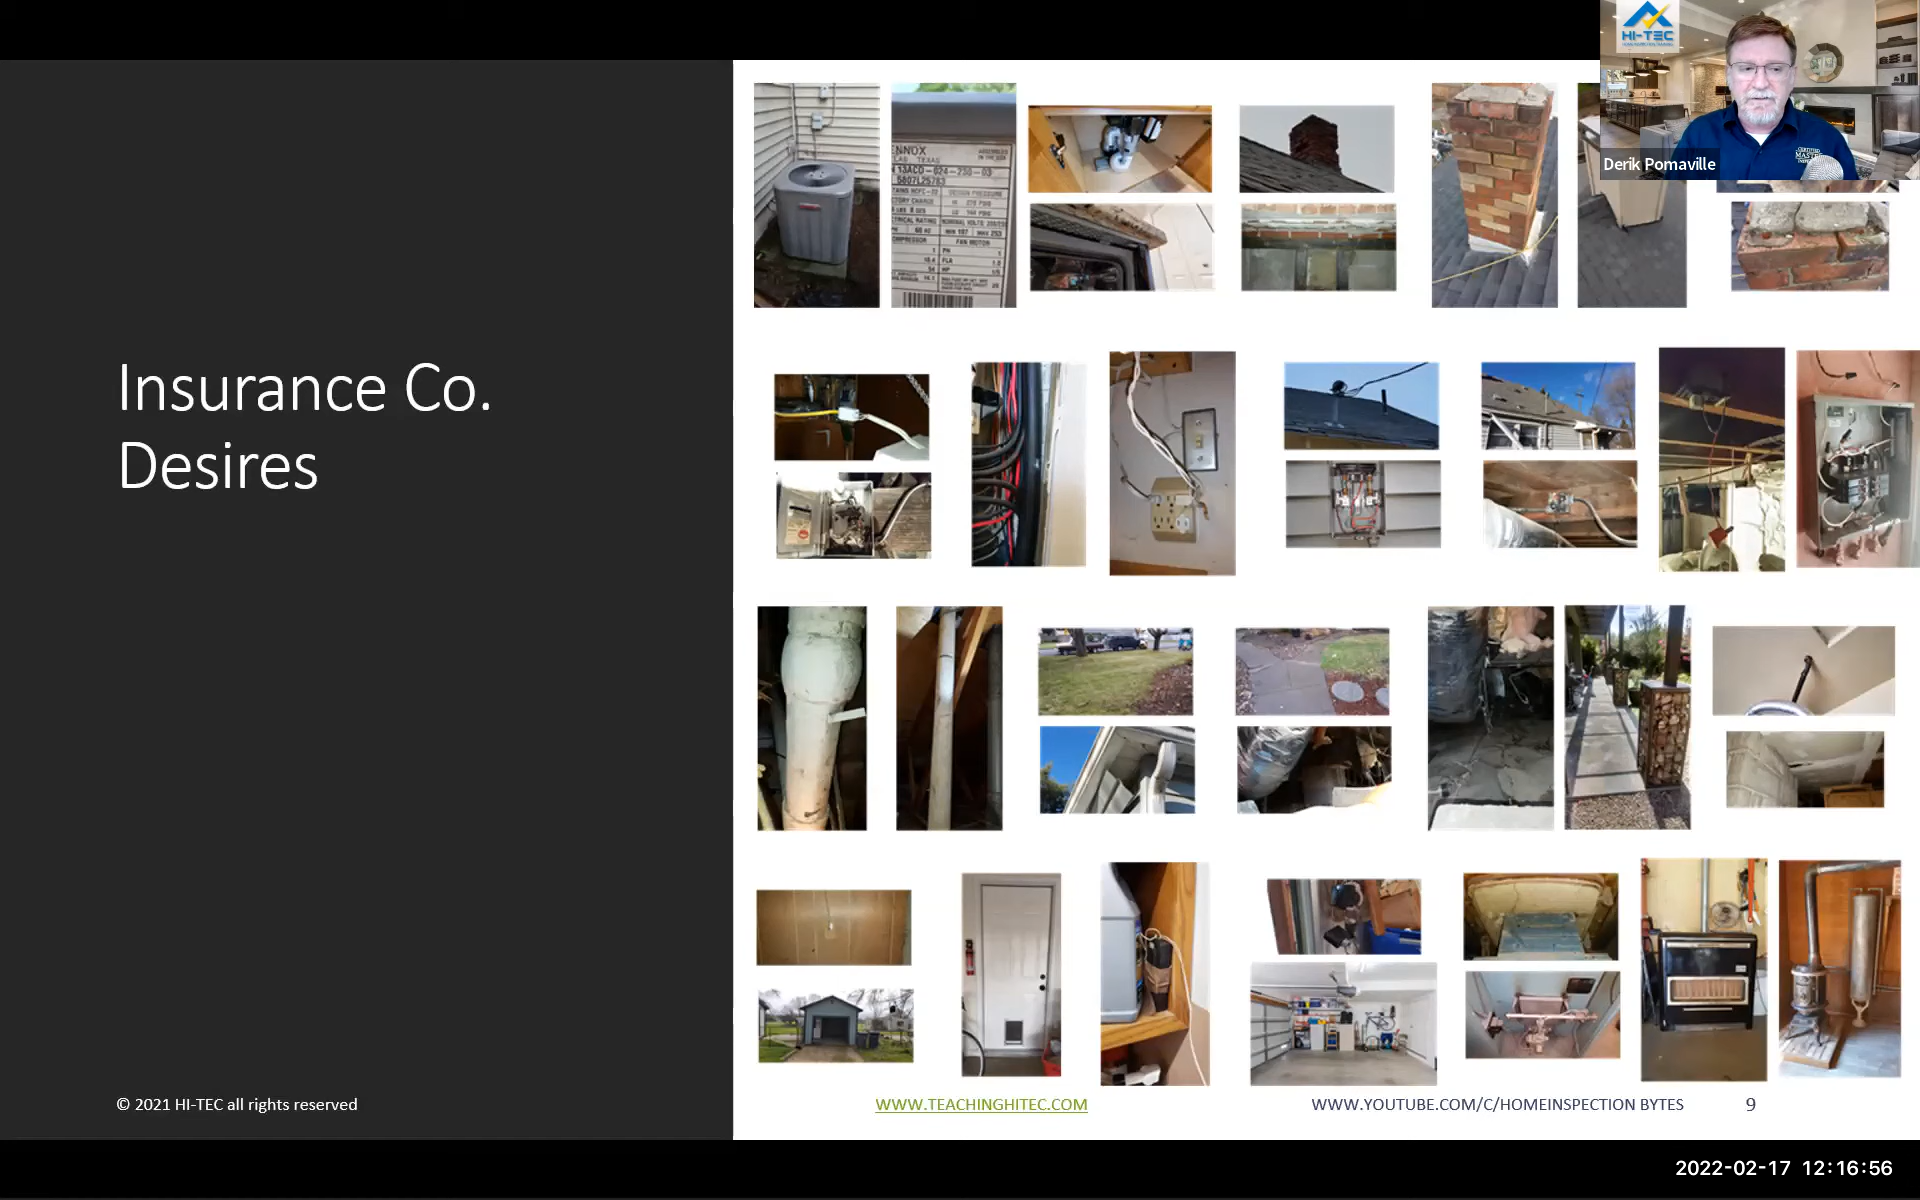 HI-TEC
Derik Pomaville
Insurance Co.
Desires
© 2021 HI-TEC all rights reserved
WWW.TEACHINGHITEC.COM
WWW.YOUTUBE.COM/C/HOMEINSPECTION BYTES
9
2022-02-17 12:16:56